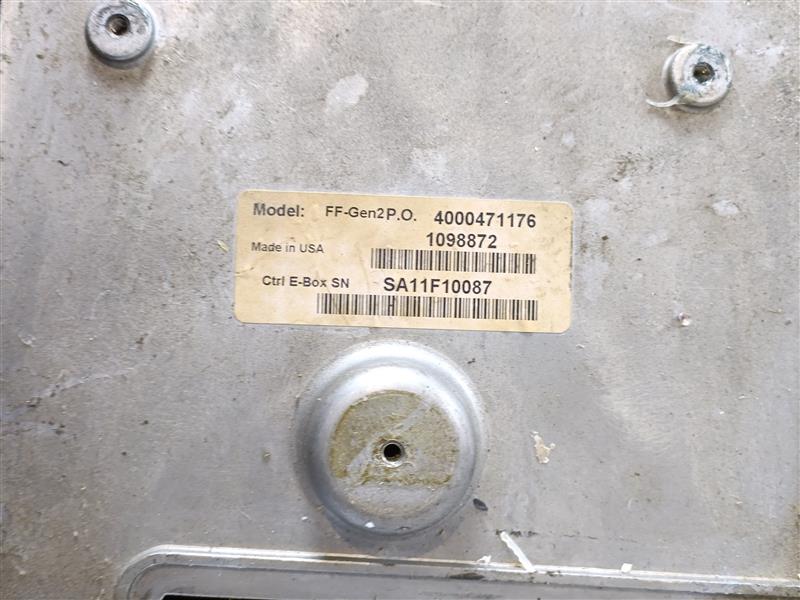 Model: FF-Gen2 P.O. 4000471176
1098872
Made in USA
Ctrl E-Box SN SA11F10087